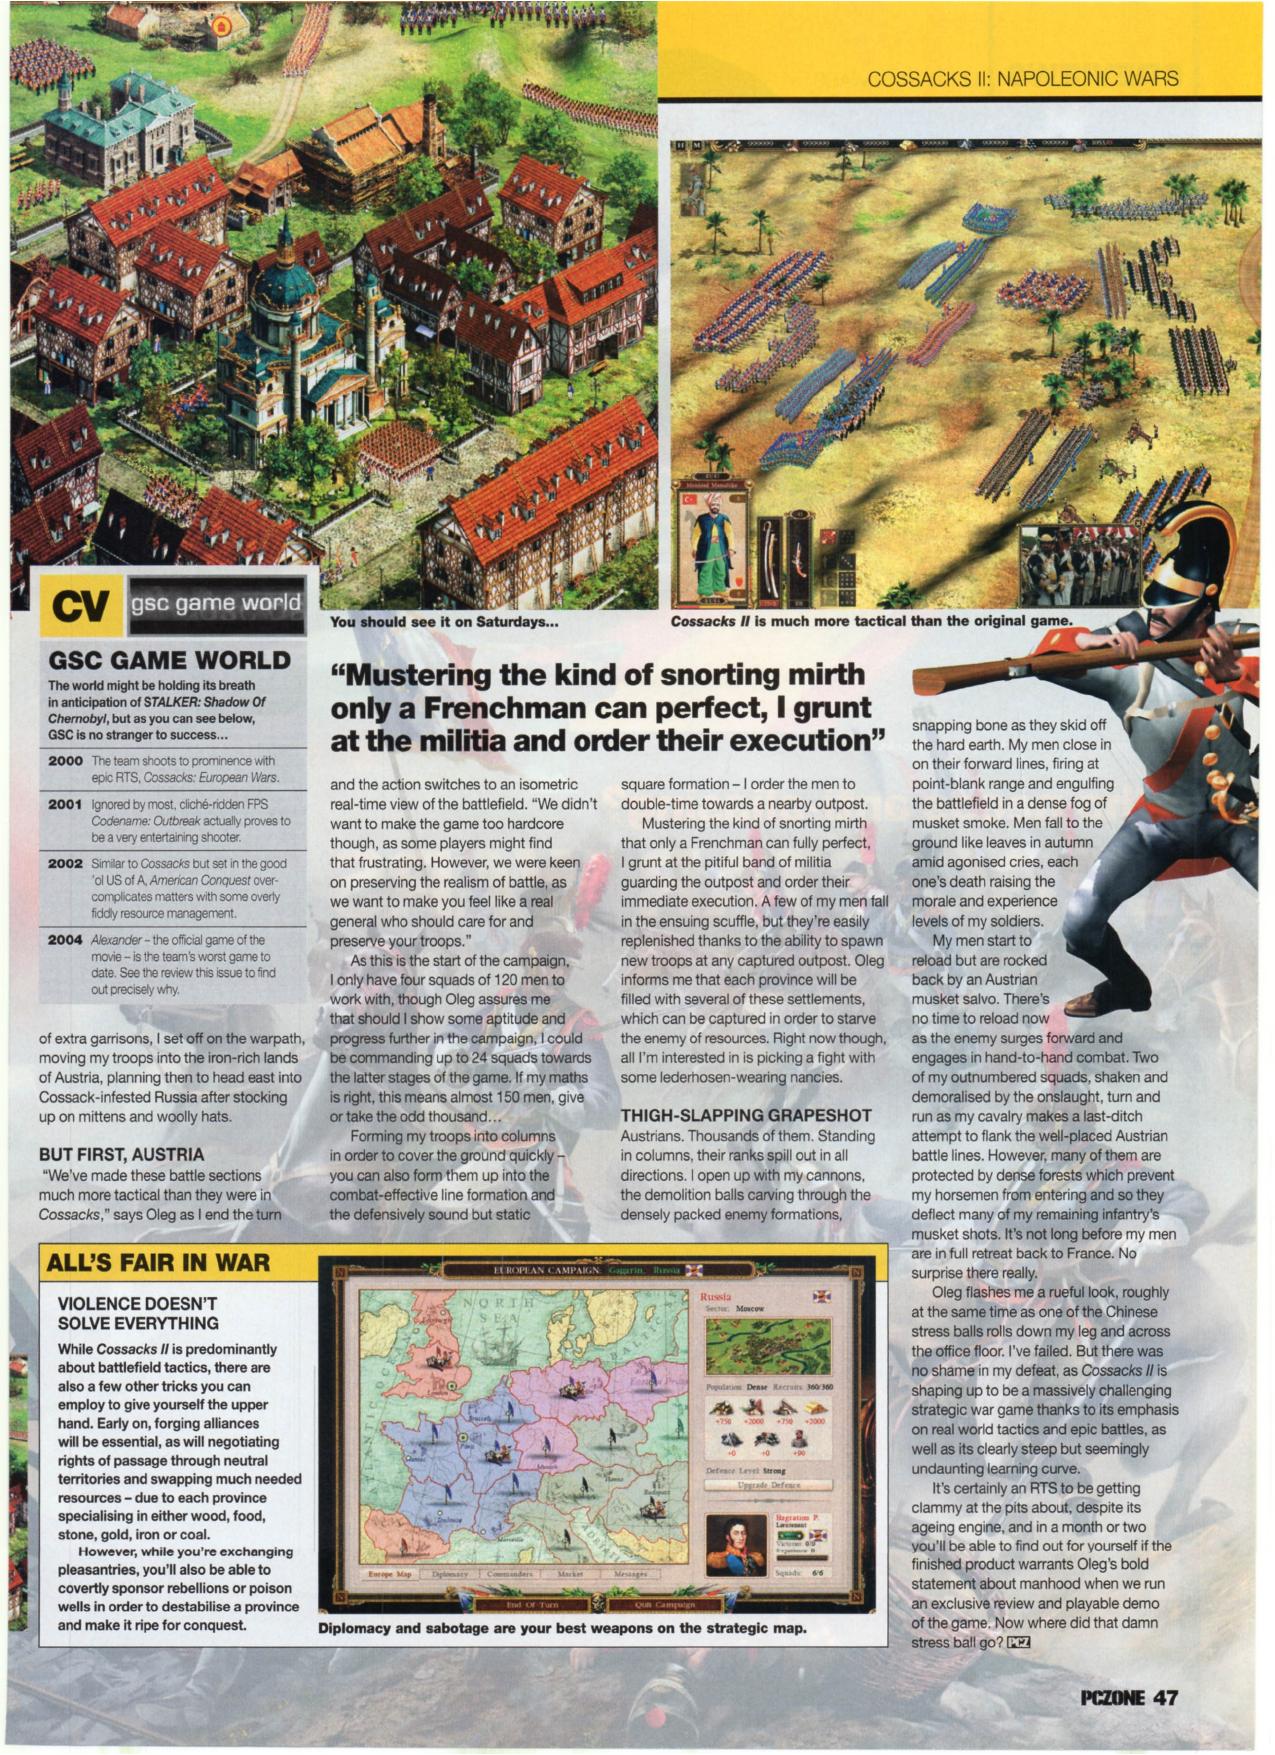 COSSACKS II: NAPOLEONIC WARS
You should see it on Saturdays...
Cossacks II is much more tactical than the original game.
CV
gsc game world
GSC GAME WORLD
The world might be holding its breath
in anticipation of STALKER: Shadow Of
Chernobyl, but as you can see below,
GSC is no stranger to success...
2000 The team shoots to prominence with
epic RTS, Cossacks: European Wars.
2001 Ignored by most, cliché-ridden FPS
Codename: Outbreak actually proves to
be a very entertaining shooter.
2002 Similar to Cossacks but set in the good
'ol US of A, American Conquest over-
complicates matters with some overly
fiddly resource management.
2004 Alexander – the official game of the
movie – is the team's worst game to
date. See the review this issue to find
out precisely why.
of extra garrisons, I set off on the warpath,
moving my troops into the iron-rich lands
of Austria, planning then to head east into
Cossack-infested Russia after stocking
up on mittens and woolly hats.
BUT FIRST, AUSTRIA
"We've made these battle sections
much more tactical than they were in
Cossacks," says Oleg as I end the turn
"Mustering the kind of snorting mirth
only a Frenchman can perfect, I grunt
at the militia and order their execution"
and the action switches to an isometric
real-time view of the battlefield. "We didn't
want to make the game too hardcore
though, as some players might find
that frustrating. However, we were keen
on preserving the realism of battle, as
we want to make you feel like a real
general who should care for and
preserve your troops."
As this is the start of the campaign,
I only have four squads of 120 men to
work with, though Oleg assures me
that should I show some aptitude and
progress further in the campaign, I could
be commanding up to 24 squads towards
the latter stages of the game. If my maths
is right, this means almost 150 men, give
or take the odd thousand...
Forming my troops into columns
in order to cover the ground quickly –
you can also form them up into the
combat-effective line formation and
the defensively sound but static
square formation – I order the men to
double-time towards a nearby outpost.
Mustering the kind of snorting mirth
that only a Frenchman can fully perfect,
I grunt at the pitiful band of militia
guarding the outpost and order their
immediate execution. A few of my men fall
in the ensuing scuffle, but they're easily
replenished thanks to the ability to spawn
new troops at any captured outpost. Oleg
informs me that each province will be
filled with several of these settlements,
which can be captured in order to starve
the enemy of resources. Right now though,
all I'm interested in is picking a fight with
some lederhosen-wearing nancies.
THIGH-SLAPPING GRAPESHOT
Austrians. Thousands of them. Standing
in columns, their ranks spill out in all
directions. I open up with my cannons,
the demolition balls carving through the
densely packed enemy formations,
snapping bone as they skid off
the hard earth. My men close in
on their forward lines, firing at
point-blank range and engulfing
the battlefield in a dense fog of
musket smoke. Men fall to the
ground like leaves in autumn
amid agonised cries, each
one's death raising the
morale and experience
levels of my soldiers.
My men start to
reload but are rocked
back by an Austrian
musket salvo. There's
no time to reload now
as the enemy surges forward and
engages in hand-to-hand combat. Two
of my outnumbered squads, shaken and
demoralised by the onslaught, turn and
run as my cavalry makes a last-ditch
attempt to flank the well-placed Austrian
battle lines. However, many of them are
protected by dense forests which prevent
my horsemen from entering and so they
deflect many of my remaining infantry's
musket shots. It's not long before my men
are in full retreat back to France. No
surprise there really.
Oleg flashes me a rueful look, roughly
at the same time as one of the Chinese
stress balls rolls down my leg and across
the office floor. I've failed. But there was
no shame in my defeat, as Cossacks II is
shaping up to be a massively challenging
strategic war game thanks to its emphasis
on real world tactics and epic battles, as
well as its clearly steep but seemingly
undaunting learning curve.
It's certainly an RTS to be getting
clammy at the pits about, despite its
ageing engine, and in a month or two
you'll be able to find out for yourself if the
finished product warrants Oleg's bold
statement about manhood when we run
an exclusive review and playable demo
of the game. Now where did that damn
stress ball go? PCZ
ALL'S FAIR IN WAR
VIOLENCE DOESN'T
SOLVE EVERYTHING
While Cossacks II is predominantly
about battlefield tactics, there are
also a few other tricks you can
employ to give yourself the upper
hand. Early on, forging alliances
will be essential, as will negotiating
rights of passage through neutral
territories and swapping much needed
resources – due to each province
specialising in either wood, food,
stone, gold, iron or coal.
However, while you're exchanging
pleasantries, you'll also be able to
covertly sponsor rebellions or poison
wells in order to destabilise a province
and make it ripe for conquest.
EUROPEAN CAMPAIGN: Gagarin, Russia
NORTH
SEA
Russia
Sector: Moscow
Population: Dense Recruits: 360/360
+750 +2000 +750 +2000
+0 +0 +90
Defence Level: Strong
Upgrade Defence
Bagration P.
Lieutenant
Squads: 6/6
Europe Map Diplomacy Commanders Market Messages
End Of Turn Quit Campaign
Diplomacy and sabotage are your best weapons on the strategic map.
PCZONE 47